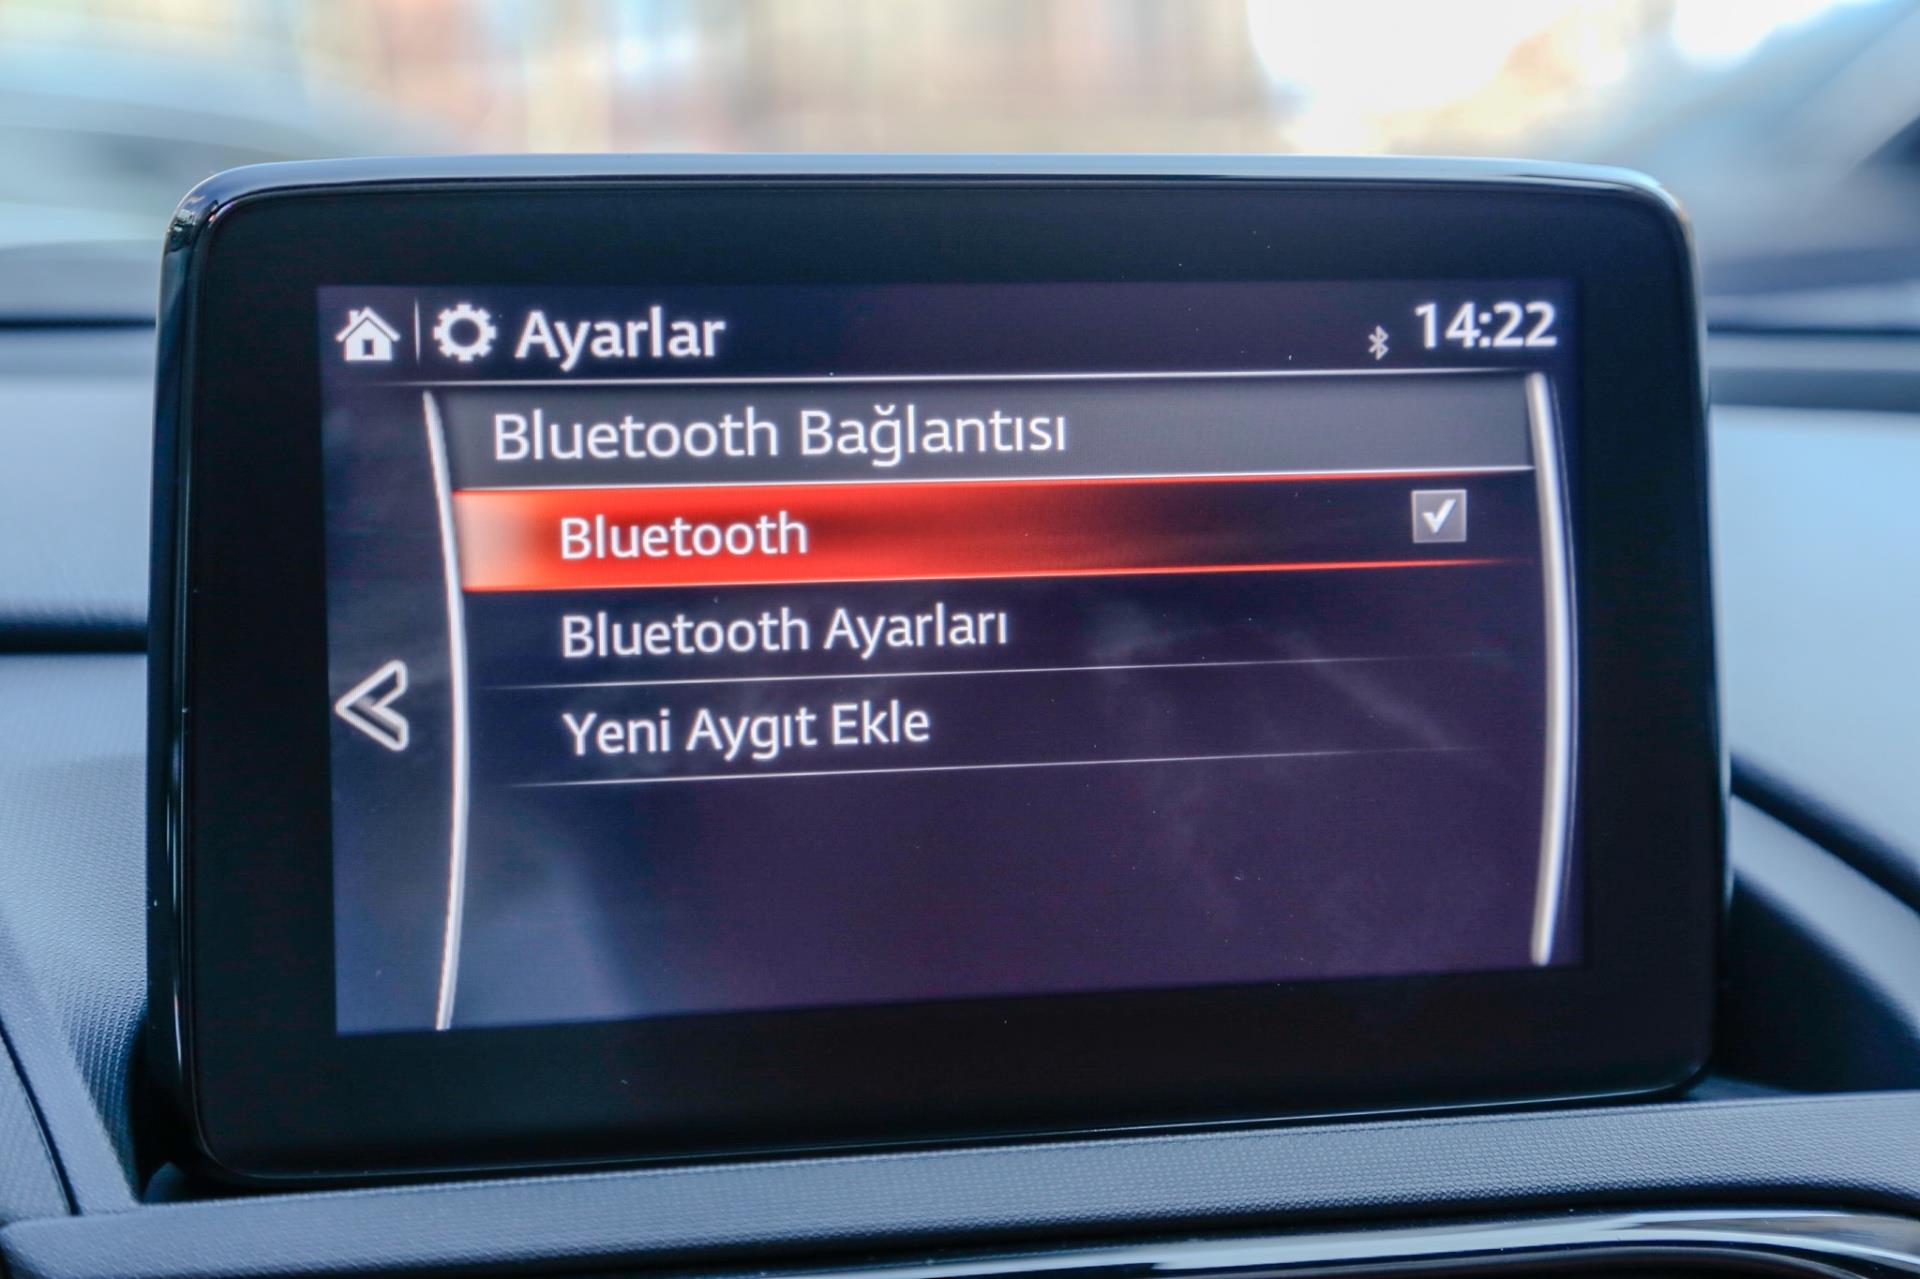 Ayarlar 14:22
Bluetooth Bağlantısı
Bluetooth
Bluetooth Ayarları
Yeni Aygıt Ekle